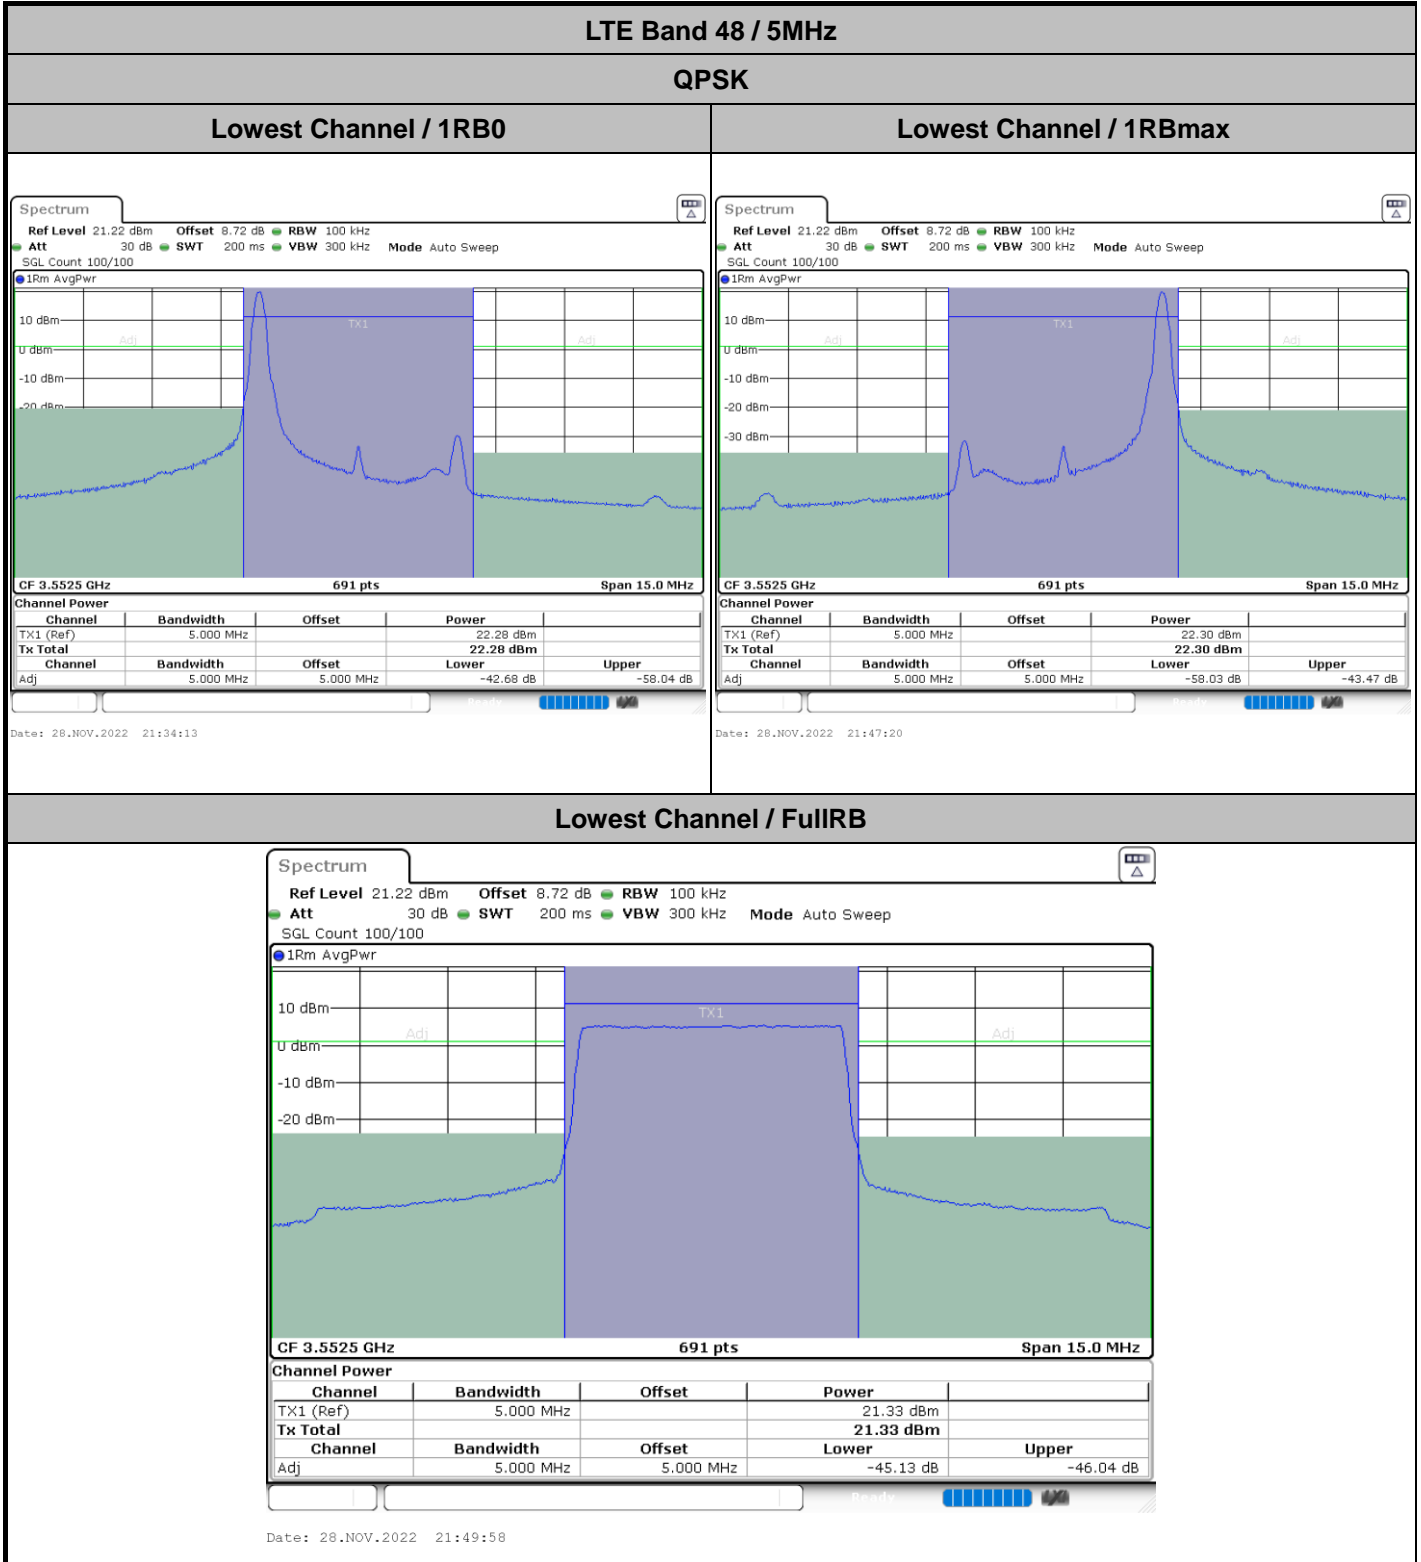 LTE Band 48 / 5MHz
QPSK
Lowest Channel / 1RB0
Lowest Channel / 1RBmax
Spectrum
Ref Level 21.22 dBm Offset 8.72 dB RBW 100 kHz
Att 30 dB SWT 200 ms VBW 300 kHz Mode Auto Sweep
SGL Count 100/100
1Rm AvgPwr
10 dBm
TX1
Adj
Adj
0 dBm
-10 dBm
-20 dBm
CF 3.5525 GHz 691 pts Span 15.0 MHz
Channel Power
Channel Bandwidth Offset Power
TX1 (Ref) 5.000 MHz 22.28 dBm
Tx Total 22.28 dBm
Channel Bandwidth Offset Lower Upper
Adj 5.000 MHz 5.000 MHz -42.68 dB -58.04 dB
Ready
Date: 28.NOV.2022 21:34:13
Spectrum
Ref Level 21.22 dBm Offset 8.72 dB RBW 100 kHz
Att 30 dB SWT 200 ms VBW 300 kHz Mode Auto Sweep
SGL Count 100/100
1Rm AvgPwr
10 dBm
TX1
Adj
Adj
0 dBm
-10 dBm
-20 dBm
-30 dBm
CF 3.5525 GHz 691 pts Span 15.0 MHz
Channel Power
Channel Bandwidth Offset Power
TX1 (Ref) 5.000 MHz 22.30 dBm
Tx Total 22.30 dBm
Channel Bandwidth Offset Lower Upper
Adj 5.000 MHz 5.000 MHz -58.03 dB -43.47 dB
Ready
Date: 28.NOV.2022 21:47:20
Lowest Channel / FullRB
Spectrum
Ref Level 21.22 dBm Offset 8.72 dB RBW 100 kHz
Att 30 dB SWT 200 ms VBW 300 kHz Mode Auto Sweep
SGL Count 100/100
1Rm AvgPwr
10 dBm
TX1
Adj
Adj
0 dBm
-10 dBm
-20 dBm
CF 3.5525 GHz 691 pts Span 15.0 MHz
Channel Power
Channel Bandwidth Offset Power
TX1 (Ref) 5.000 MHz 21.33 dBm
Tx Total 21.33 dBm
Channel Bandwidth Offset Lower Upper
Adj 5.000 MHz 5.000 MHz -45.13 dB -46.04 dB
Ready
Date: 28.NOV.2022 21:49:58